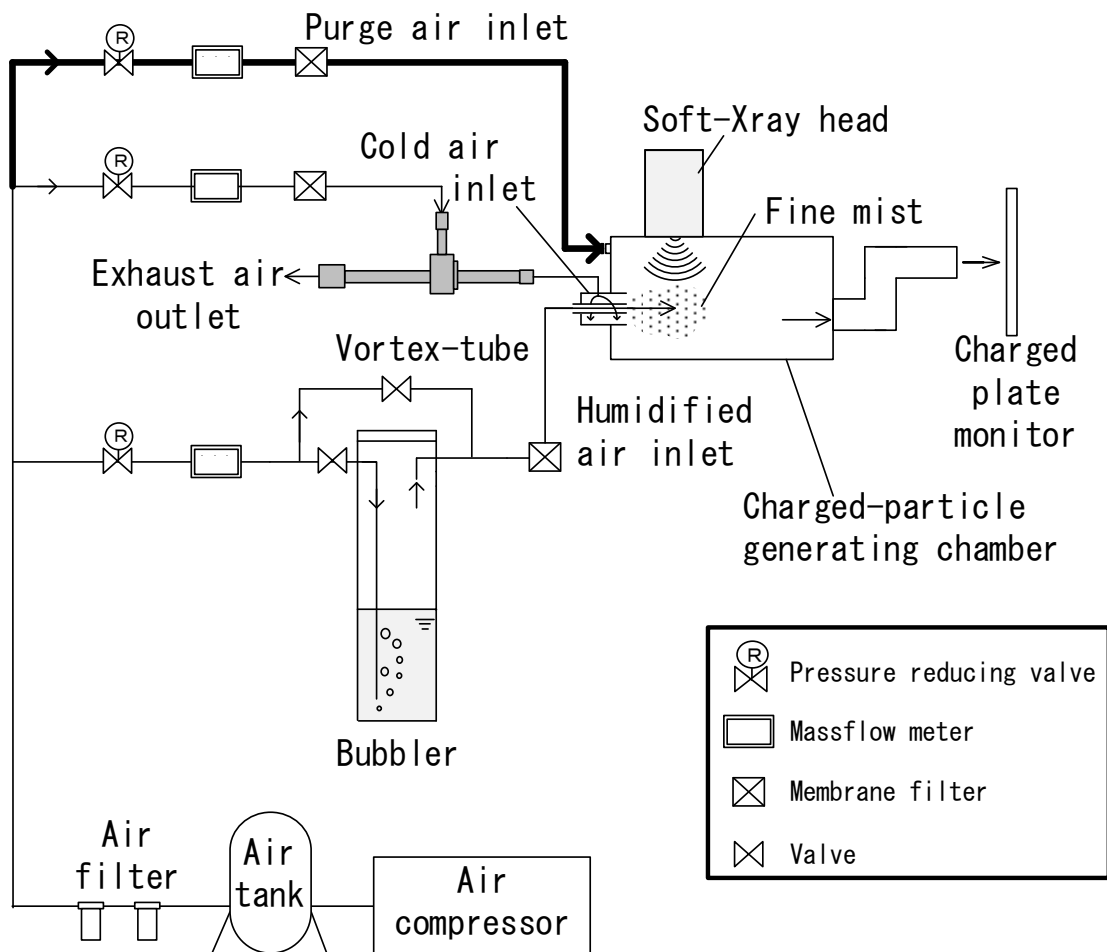 R
Purge air inlet
Soft-Xray head
R
Cold air
inlet
Fine mist
Exhaust air
outlet
Vortex-tube
Charged
plate
monitor
R
Humidified
air inlet
Charged-particle
generating chamber
Bubbler
R
Pressure reducing valve
Massflow meter
Membrane filter
Valve
Air
filter
Air
tank
Air
compressor